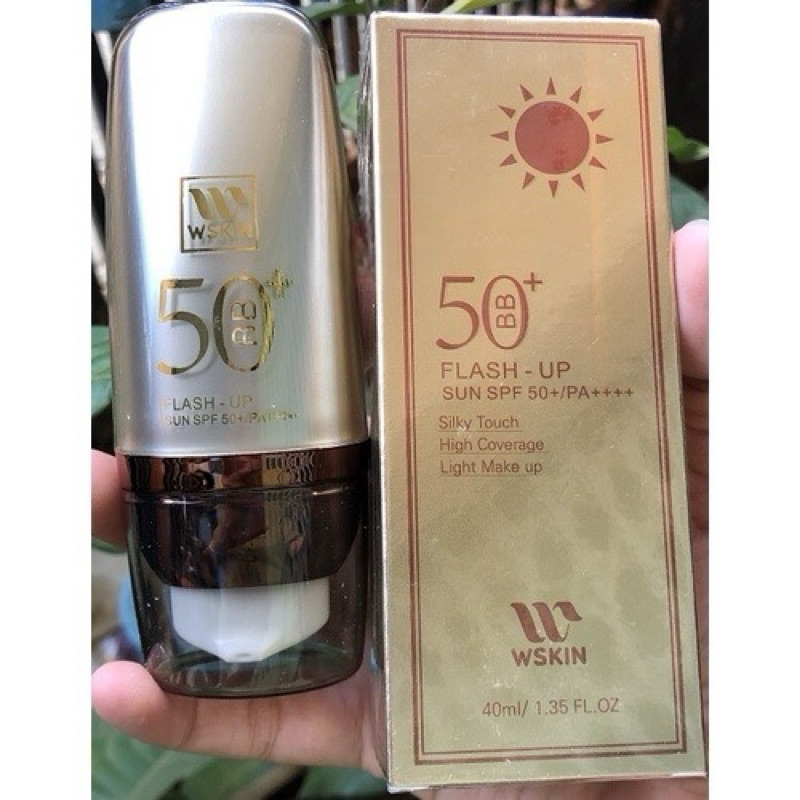 W
WSKIN
50+
BB
FLASH - UP
SUN SPF 50+/PA++++
50+
BB
FLASH - UP
SUN SPF 50+/PA++++
Silky Touch
High Coverage
Light Make up
W
WSKIN
40ml/ 1.35 FL.OZ